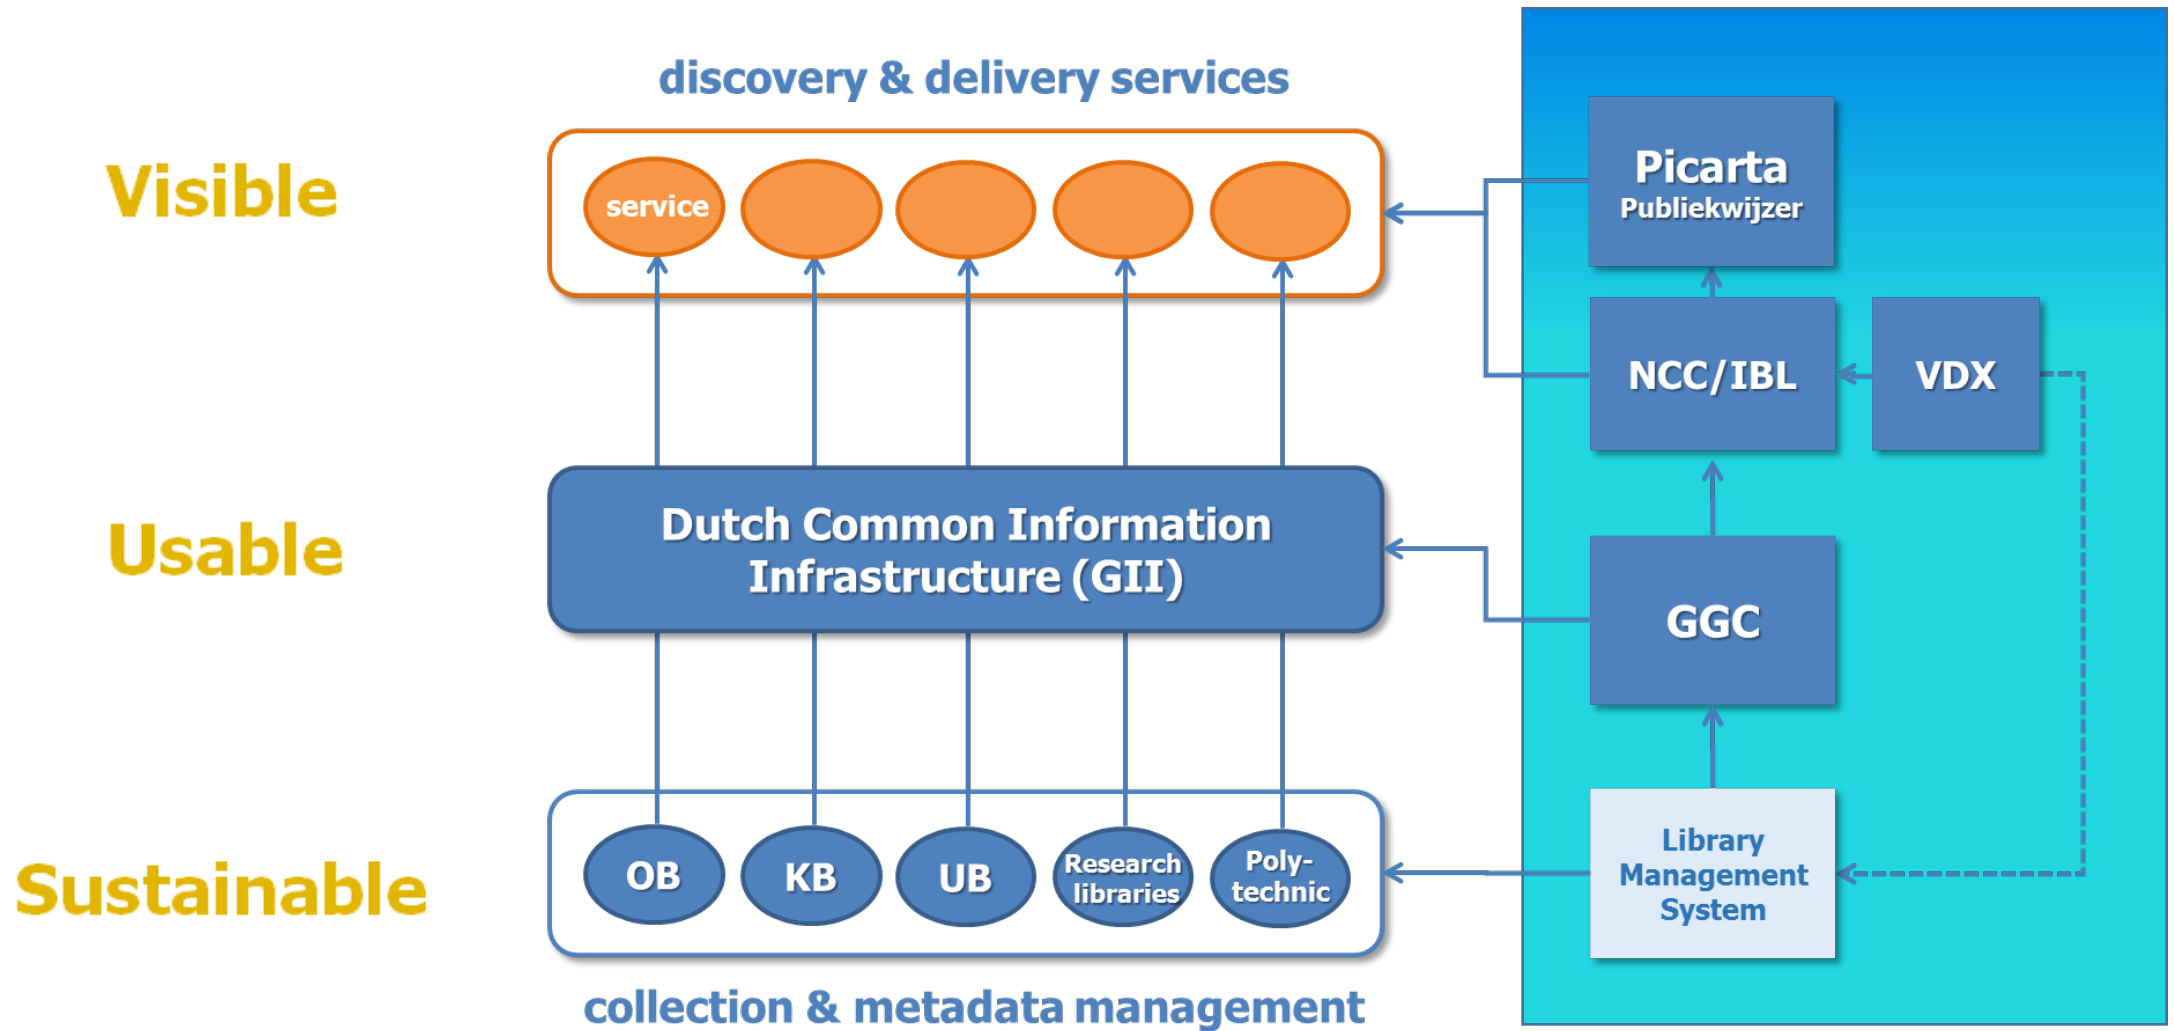 discovery & delivery services
Visible
service
Picarta
Publiekwijzer
NCC/IBL
VDX
Usable
Dutch Common Information
Infrastructure (GII)
GGC
Sustainable
OB
KB
UB
Research
libraries
Poly-
technic
Library
Management
System
collection & metadata management